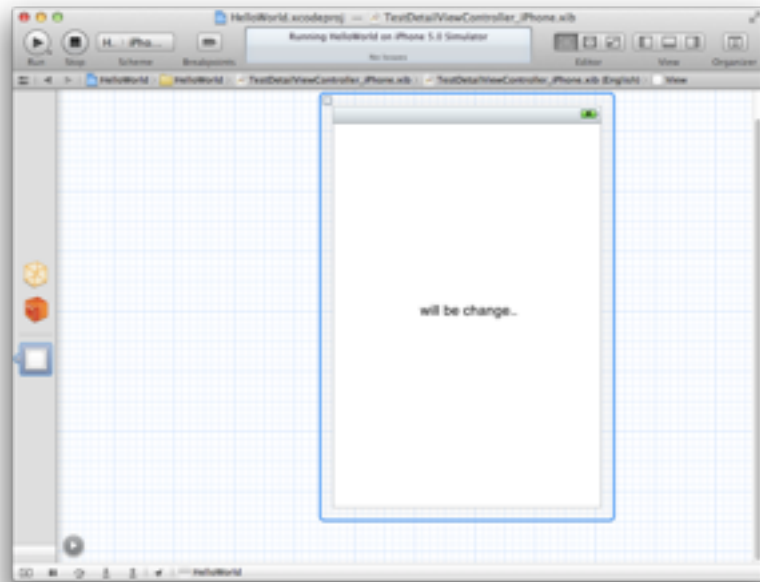 HelloWorld.xcodeproj — TestDetailViewController_iPhone.xib
Running HelloWorld on iPhone 5.0 Simulator
No Issues
Run Stop Scheme Breakpoints Editor View Organizer
H... iPho...
HelloWorld HelloWorld TestDetailViewController_iPhone.xib TestDetailViewController_iPhone.xib (English) View
will be change..
HelloWorld